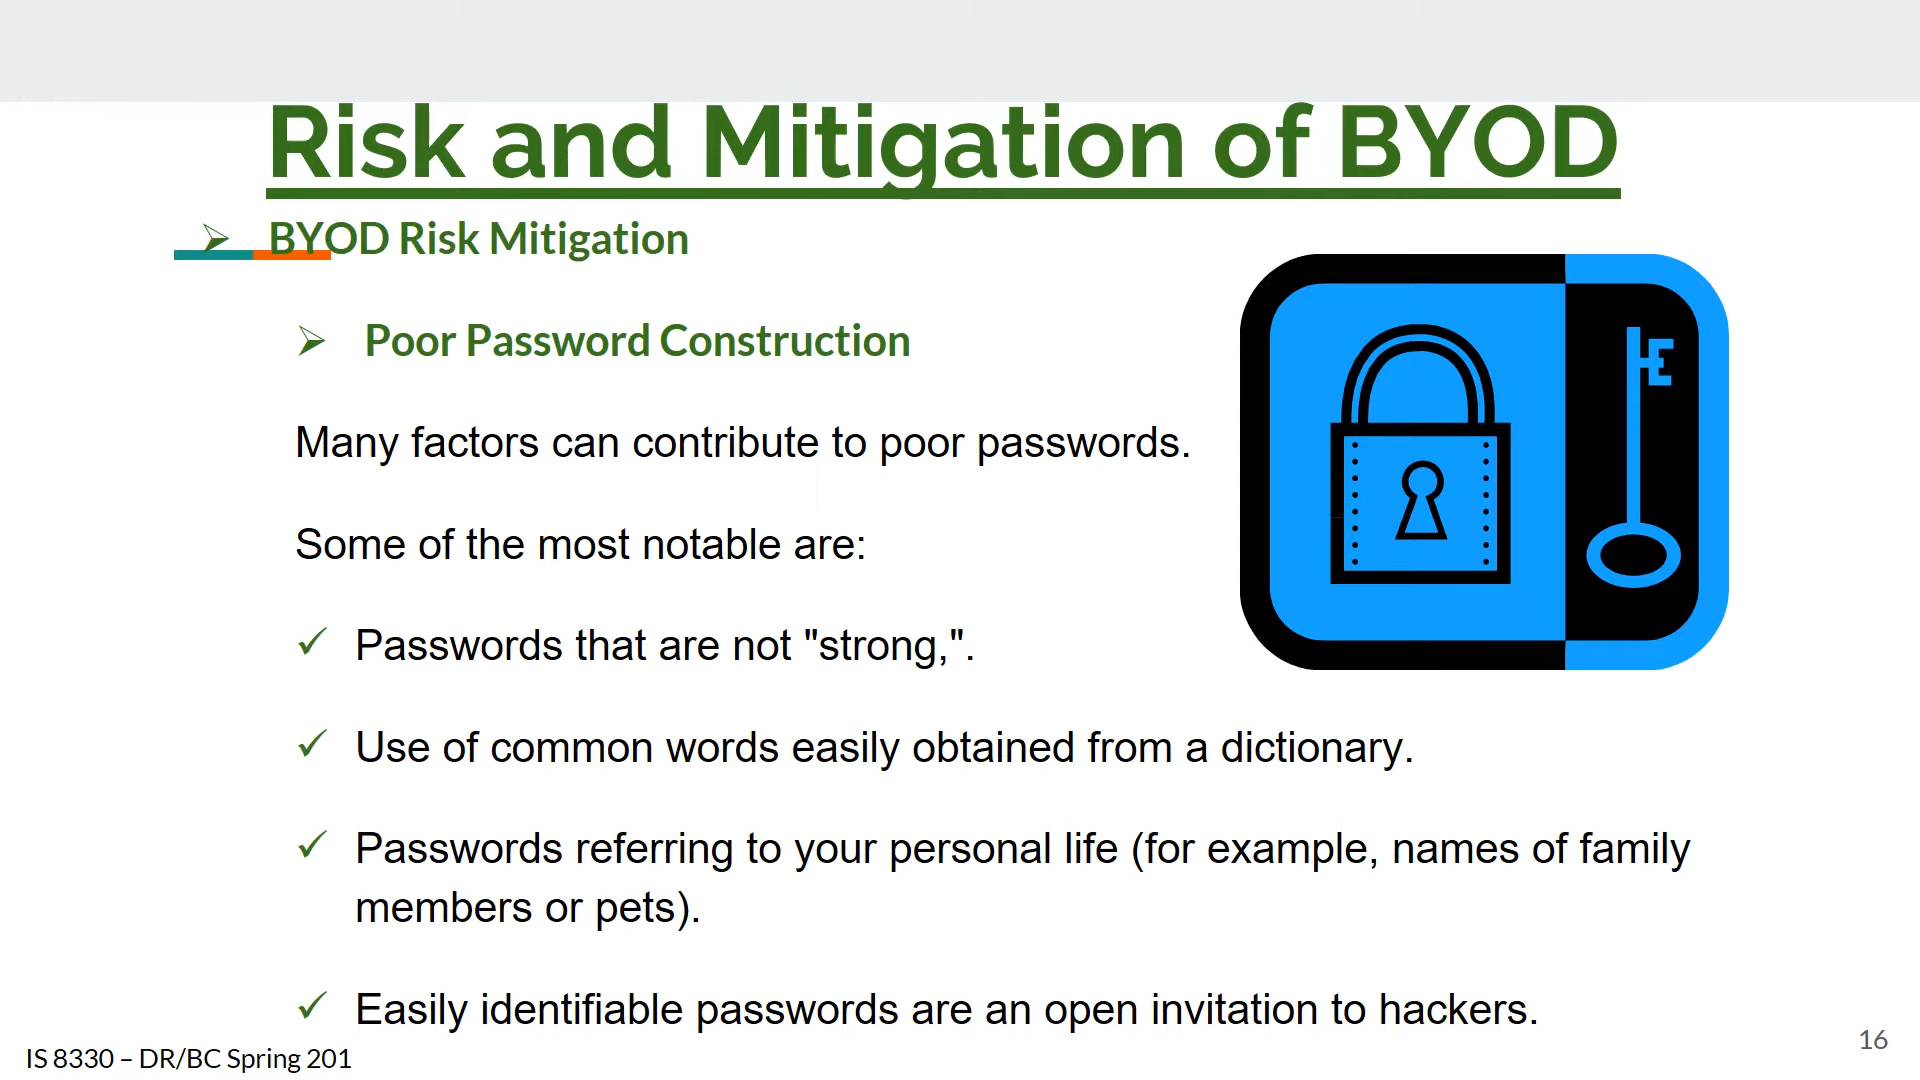 Risk and Mitigation of BYOD
➢ BYOD Risk Mitigation
➢ Poor Password Construction
Many factors can contribute to poor passwords.
Some of the most notable are:
✓ Passwords that are not "strong,".
✓ Use of common words easily obtained from a dictionary.
✓ Passwords referring to your personal life (for example, names of family
members or pets).
✓ Easily identifiable passwords are an open invitation to hackers.
IS 8330 – DR/BC Spring 201
16